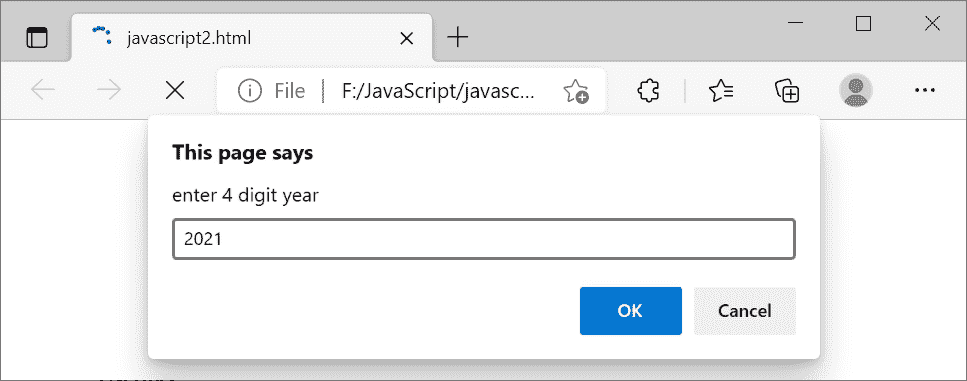 javascript2.html
File F:/JavaScript/javasc...
This page says
enter 4 digit year
2021
OK Cancel